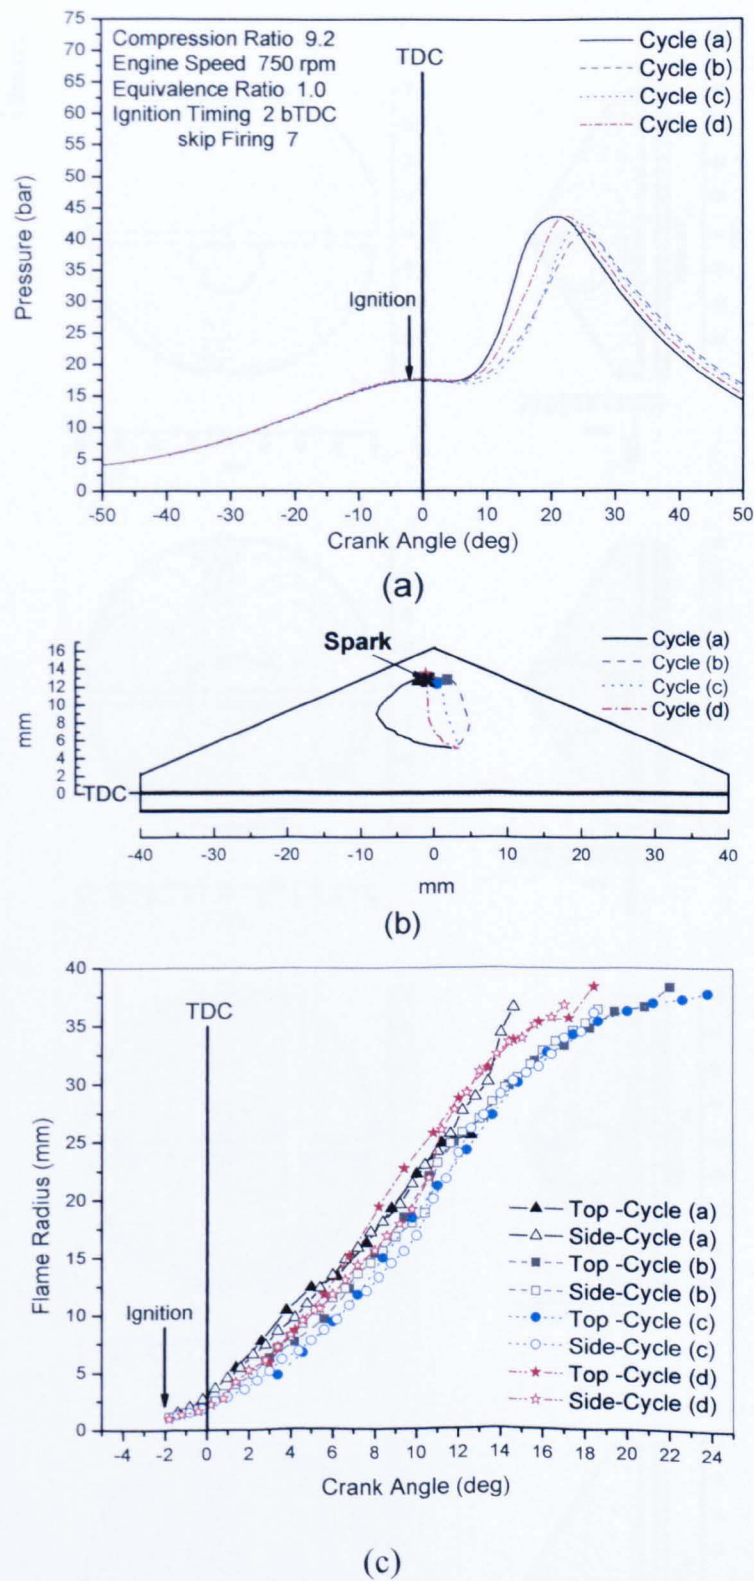 Compression Ratio 9.2
Engine Speed 750 rpm
Equivalence Ratio 1.0
Ignition Timing 2 bTDC
skip Firing 7
TDC
Cycle (a)
Cycle (b)
Cycle (c)
Cycle (d)
Ignition
Pressure (bar)
75
70
65
60
55
50
45
40
35
30
25
20
15
10
5
0
-50 -40 -30 -20 -10 0 10 20 30 40 50
Crank Angle (deg)
(a)
Spark
Cycle (a)
Cycle (b)
Cycle (c)
Cycle (d)
mm
16
14
12
10
8
6
4
2
0
TDC
-40 -30 -20 -10 0 10 20 30 40
mm
(b)
TDC
Ignition
Flame Radius (mm)
40
35
30
25
20
15
10
5
0
Top -Cycle (a)
Side-Cycle (a)
Top -Cycle (b)
Side-Cycle (b)
Top -Cycle (c)
Side-Cycle (c)
Top -Cycle (d)
Side-Cycle (d)
-4 -2 0 2 4 6 8 10 12 14 16 18 20 22 24
Crank Angle (deg)
(c)